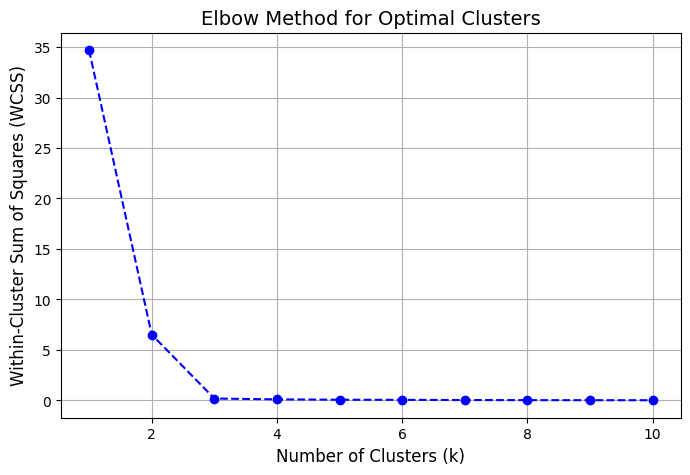 Elbow Method for Optimal Clusters
Within-Cluster Sum of Squares (WCSS)
35
30
25
20
15
10
5
0
2 4 6 8 10
Number of Clusters (k)